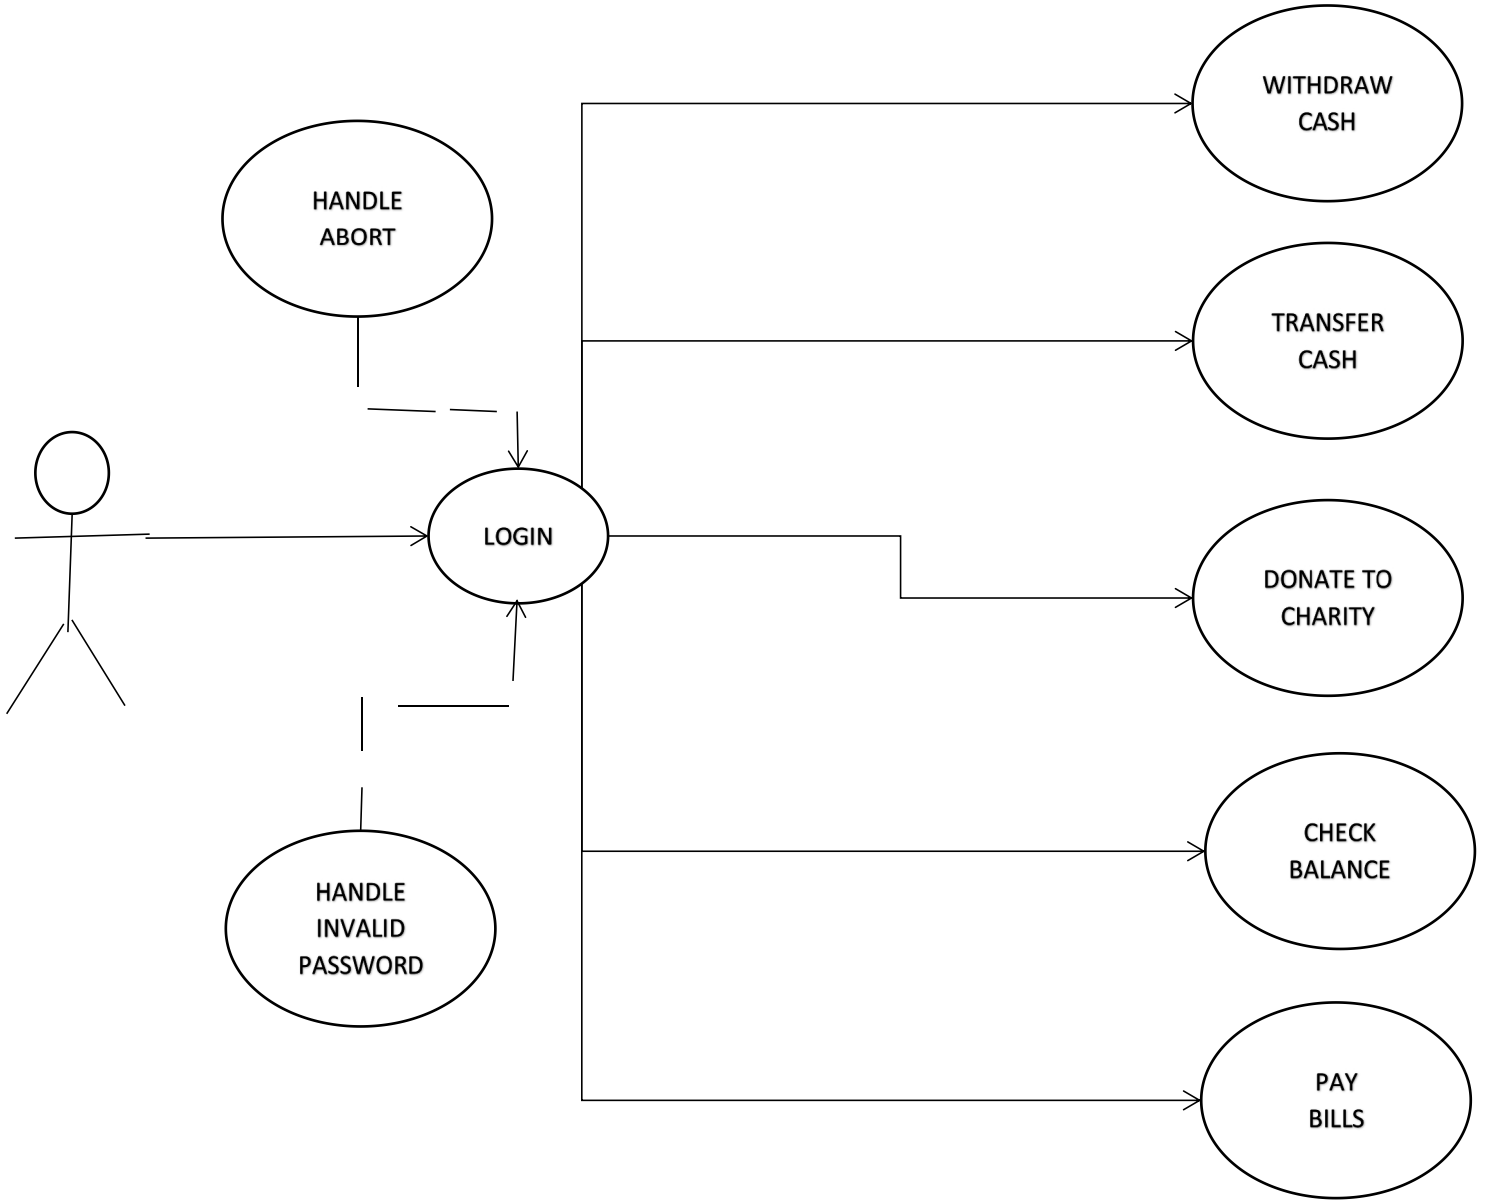 WITHDRAW
CASH
HANDLE
ABORT
TRANSFER
CASH
LOGIN
DONATE TO
CHARITY
CHECK
BALANCE
HANDLE
INVALID
PASSWORD
PAY
BILLS